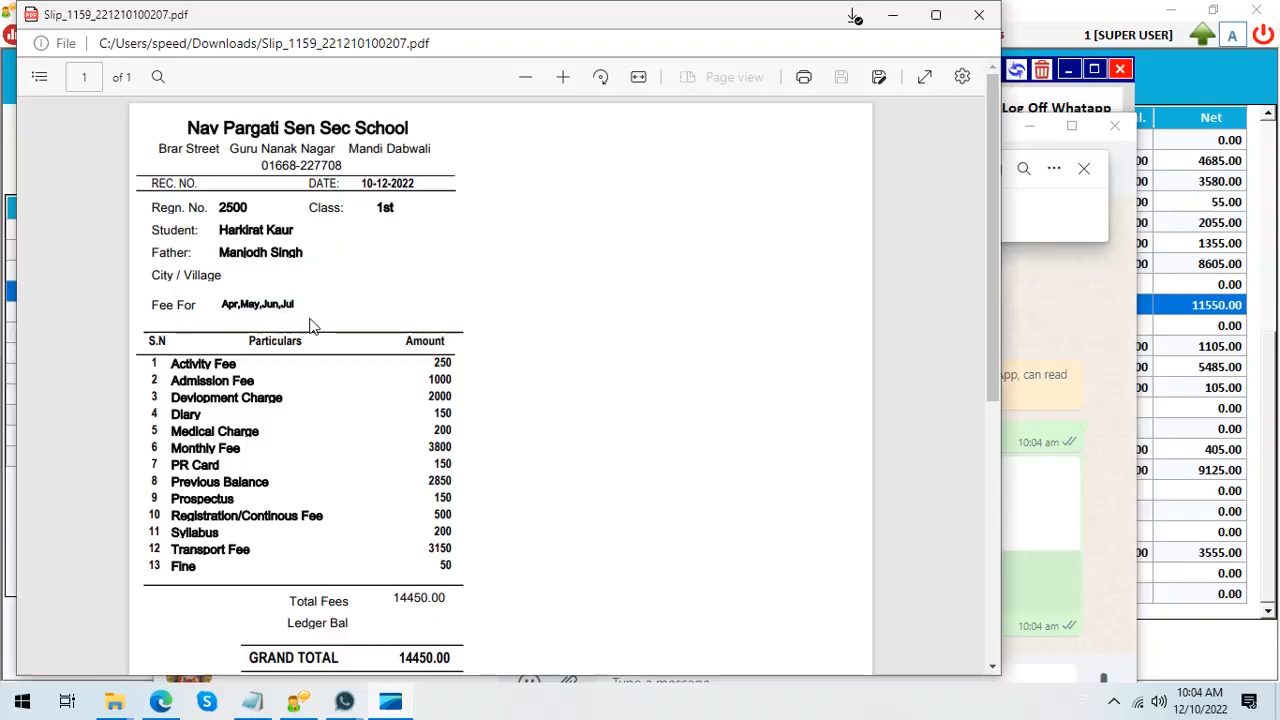 Slip_1159_221210100207.pdf
File C:/Users/speed/Downloads/Slip_1159_221210100207.pdf
1 of 1 Page view
Nav Pargati Sen Sec School
Brar Street Guru Nanak Nagar Mandi Dabwali
01668-227708
REC. NO. DATE: 10-12-2022
Regn. No. 2500 Class: 1st
Student: Harkirat Kaur
Father: Manjodh Singh
City / Village
Fee For Apr,May,Jun,Jul
S.N Particulars Amount
1 Activity Fee 250
2 Admission Fee 1000
3 Devlopment Charge 2000
4 Diary 150
5 Medical Charge 200
6 Monthly Fee 3800
7 PR Card 150
8 Previous Balance 2850
9 Prospectus 150
10 Registration/Continous Fee 500
11 Syllabus 200
12 Transport Fee 3150
13 Fine 50
Total Fees 14450.00
Ledger Bal
GRAND TOTAL 14450.00
1 [SUPER USER] A
Log Off Whatapp
Net
0.00
4685.00
3580.00
55.00
2055.00
1355.00
8605.00
0.00
11550.00
0.00
1105.00
5485.00
105.00
0.00
0.00
405.00
9125.00
0.00
0.00
0.00
3555.00
0.00
0.00
App, can read
10:04 am
10:04 am
Type a message
10:04 AM
12/10/2022